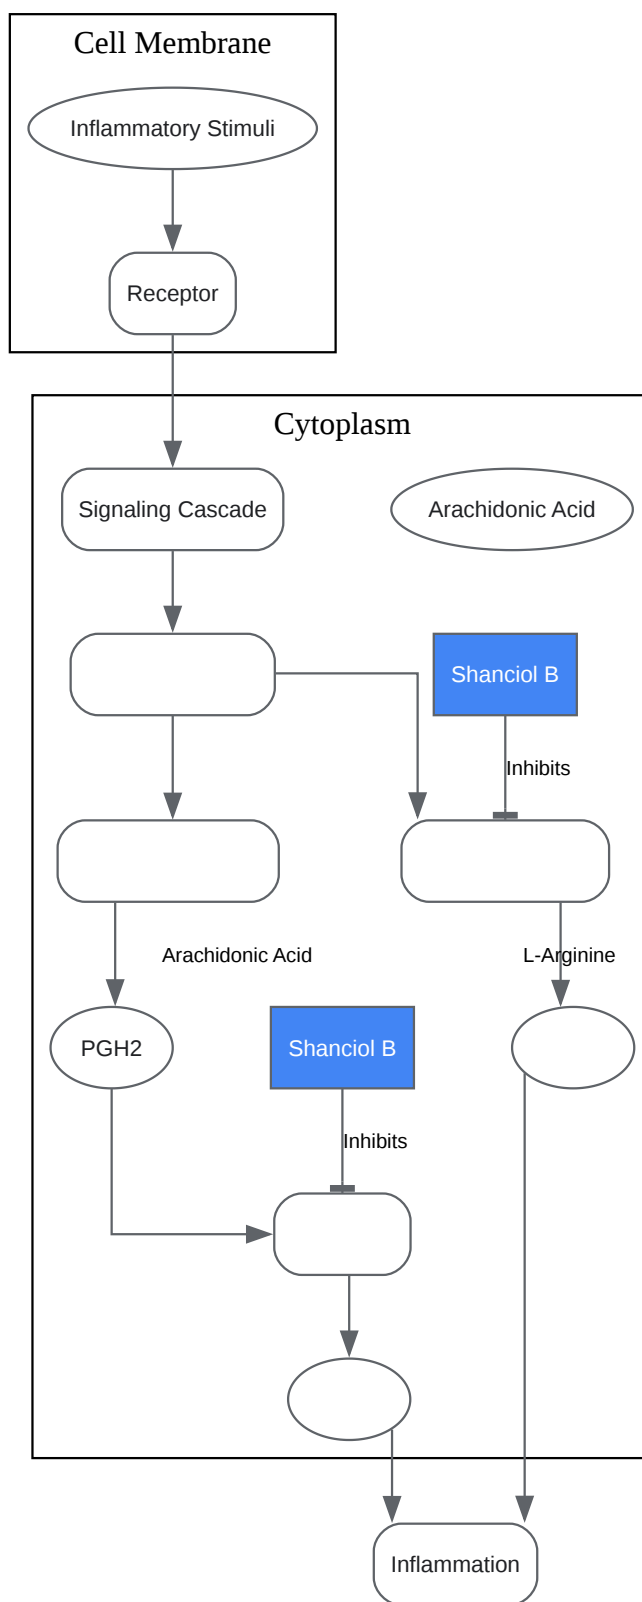 Cell Membrane
Inflammatory Stimuli
Receptor
Cytoplasm
Signaling Cascade
Arachidonic Acid
Shanciol B
Inhibits
Arachidonic Acid
L-Arginine
PGH2
Shanciol B
Inhibits
Inflammation